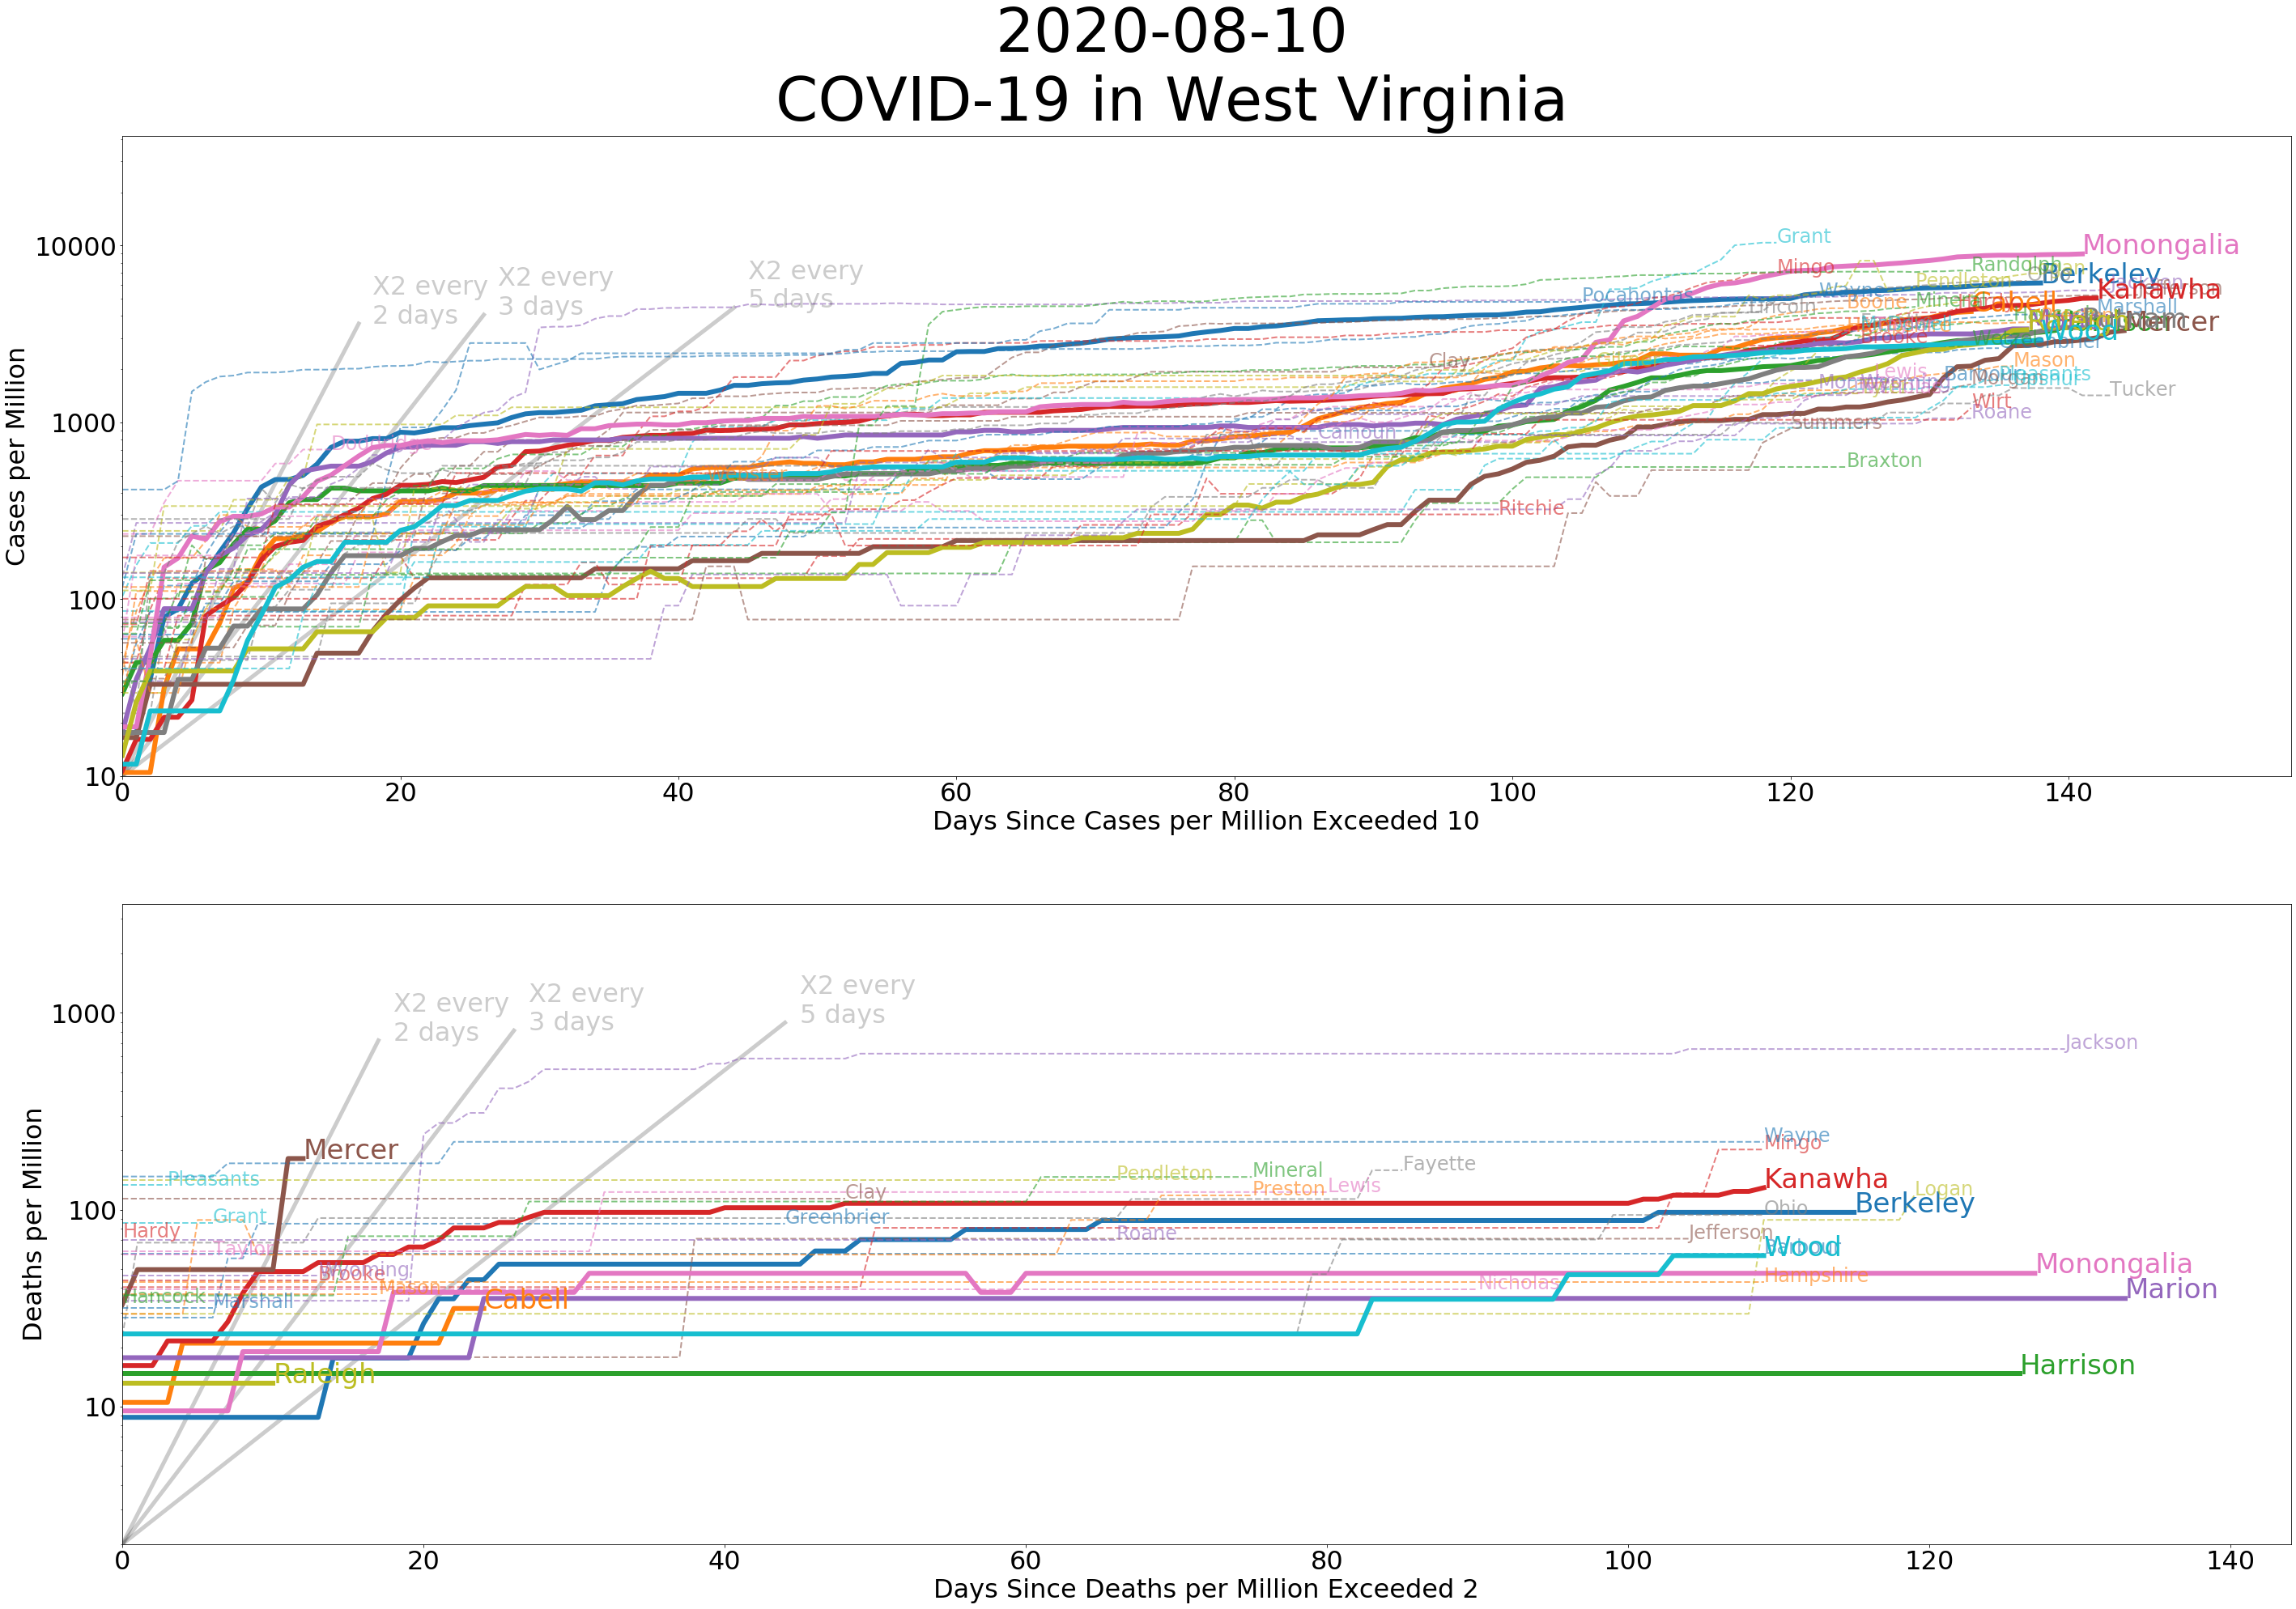 2020-08-10
COVID-19 in West Virginia
Cases per Million
10000
1000
100
10
X2 every
2 days
X2 every
3 days
X2 every
5 days
Grant
Monongalia
Mingo
Randolph
Berkeley
Pendleton
Kanawha
Pocahontas
Wayne
Boone
Mineral
Cabell
Lincoln
Marshall
Mercer
Wood
Brooke
Clay
Mason
Lewis
Pleasants
Morgan
Tucker
Wirt
Roane
Summers
Calhoun
Braxton
Ritchie
0
20
40
60
80
100
120
140
Days Since Cases per Million Exceeded 10
Deaths per Million
1000
100
10
X2 every
2 days
X2 every
3 days
X2 every
5 days
Jackson
Wayne
Mingo
Mercer
Fayette
Mineral
Pendleton
Pleasants
Kanawha
Preston
Lewis
Clay
Logan
Berkeley
Ohio
Grant
Greenbrier
Hardy
Roane
Jefferson
Taylor
Wood
Barbour
Monongalia
Wyoming
Brooke
Hampshire
Nicholas
Mason
Marion
Hancock
Marshall
Cabell
Harrison
Raleigh
0
20
40
60
80
100
120
140
Days Since Deaths per Million Exceeded 2